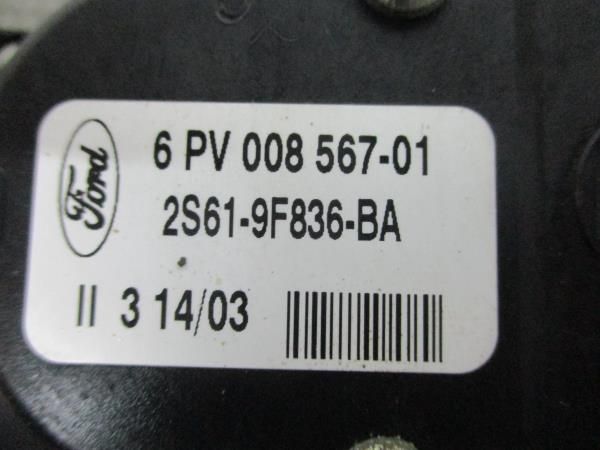 Ford
6 PV 008 567-01
2S61-9F836-BA
II 3 14/03